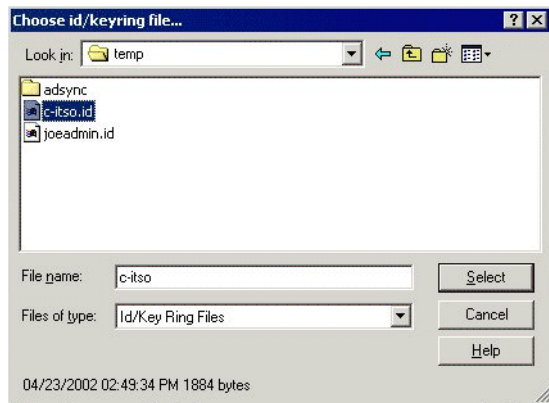 Choose id/keyring file...
Look in: temp
adsync
c-itso.id
joeadmin.id
File name: c-itso Select
Files of type: Id/Key Ring Files Cancel
Help
04/23/2002 02:49:34 PM 1884 bytes